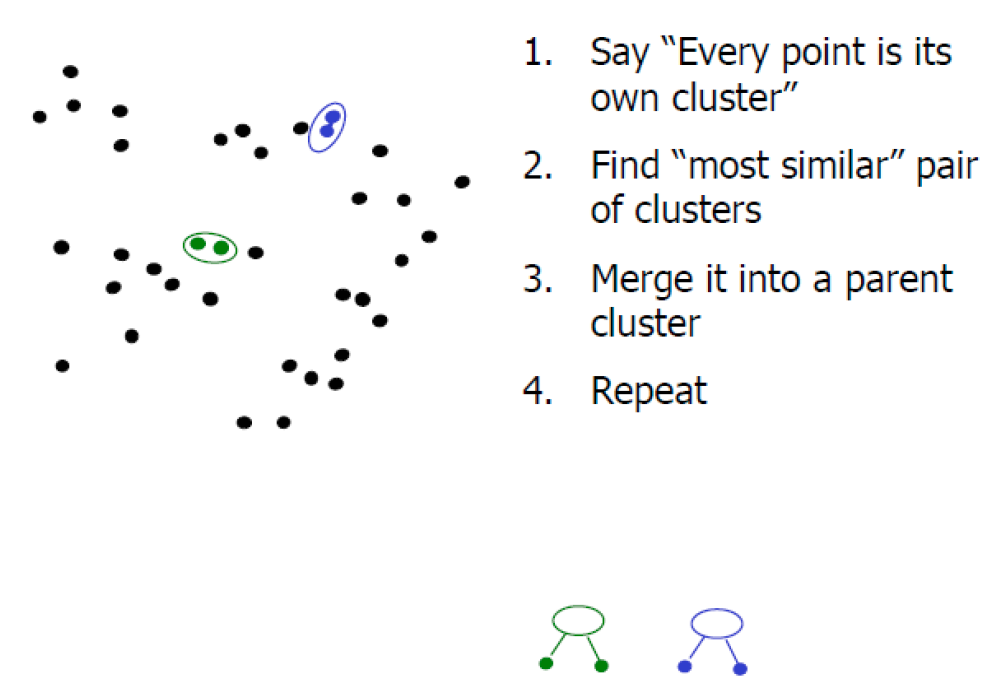 1. Say “Every point is its
own cluster”
2. Find “most similar” pair
of clusters
3. Merge it into a parent
cluster
4. Repeat